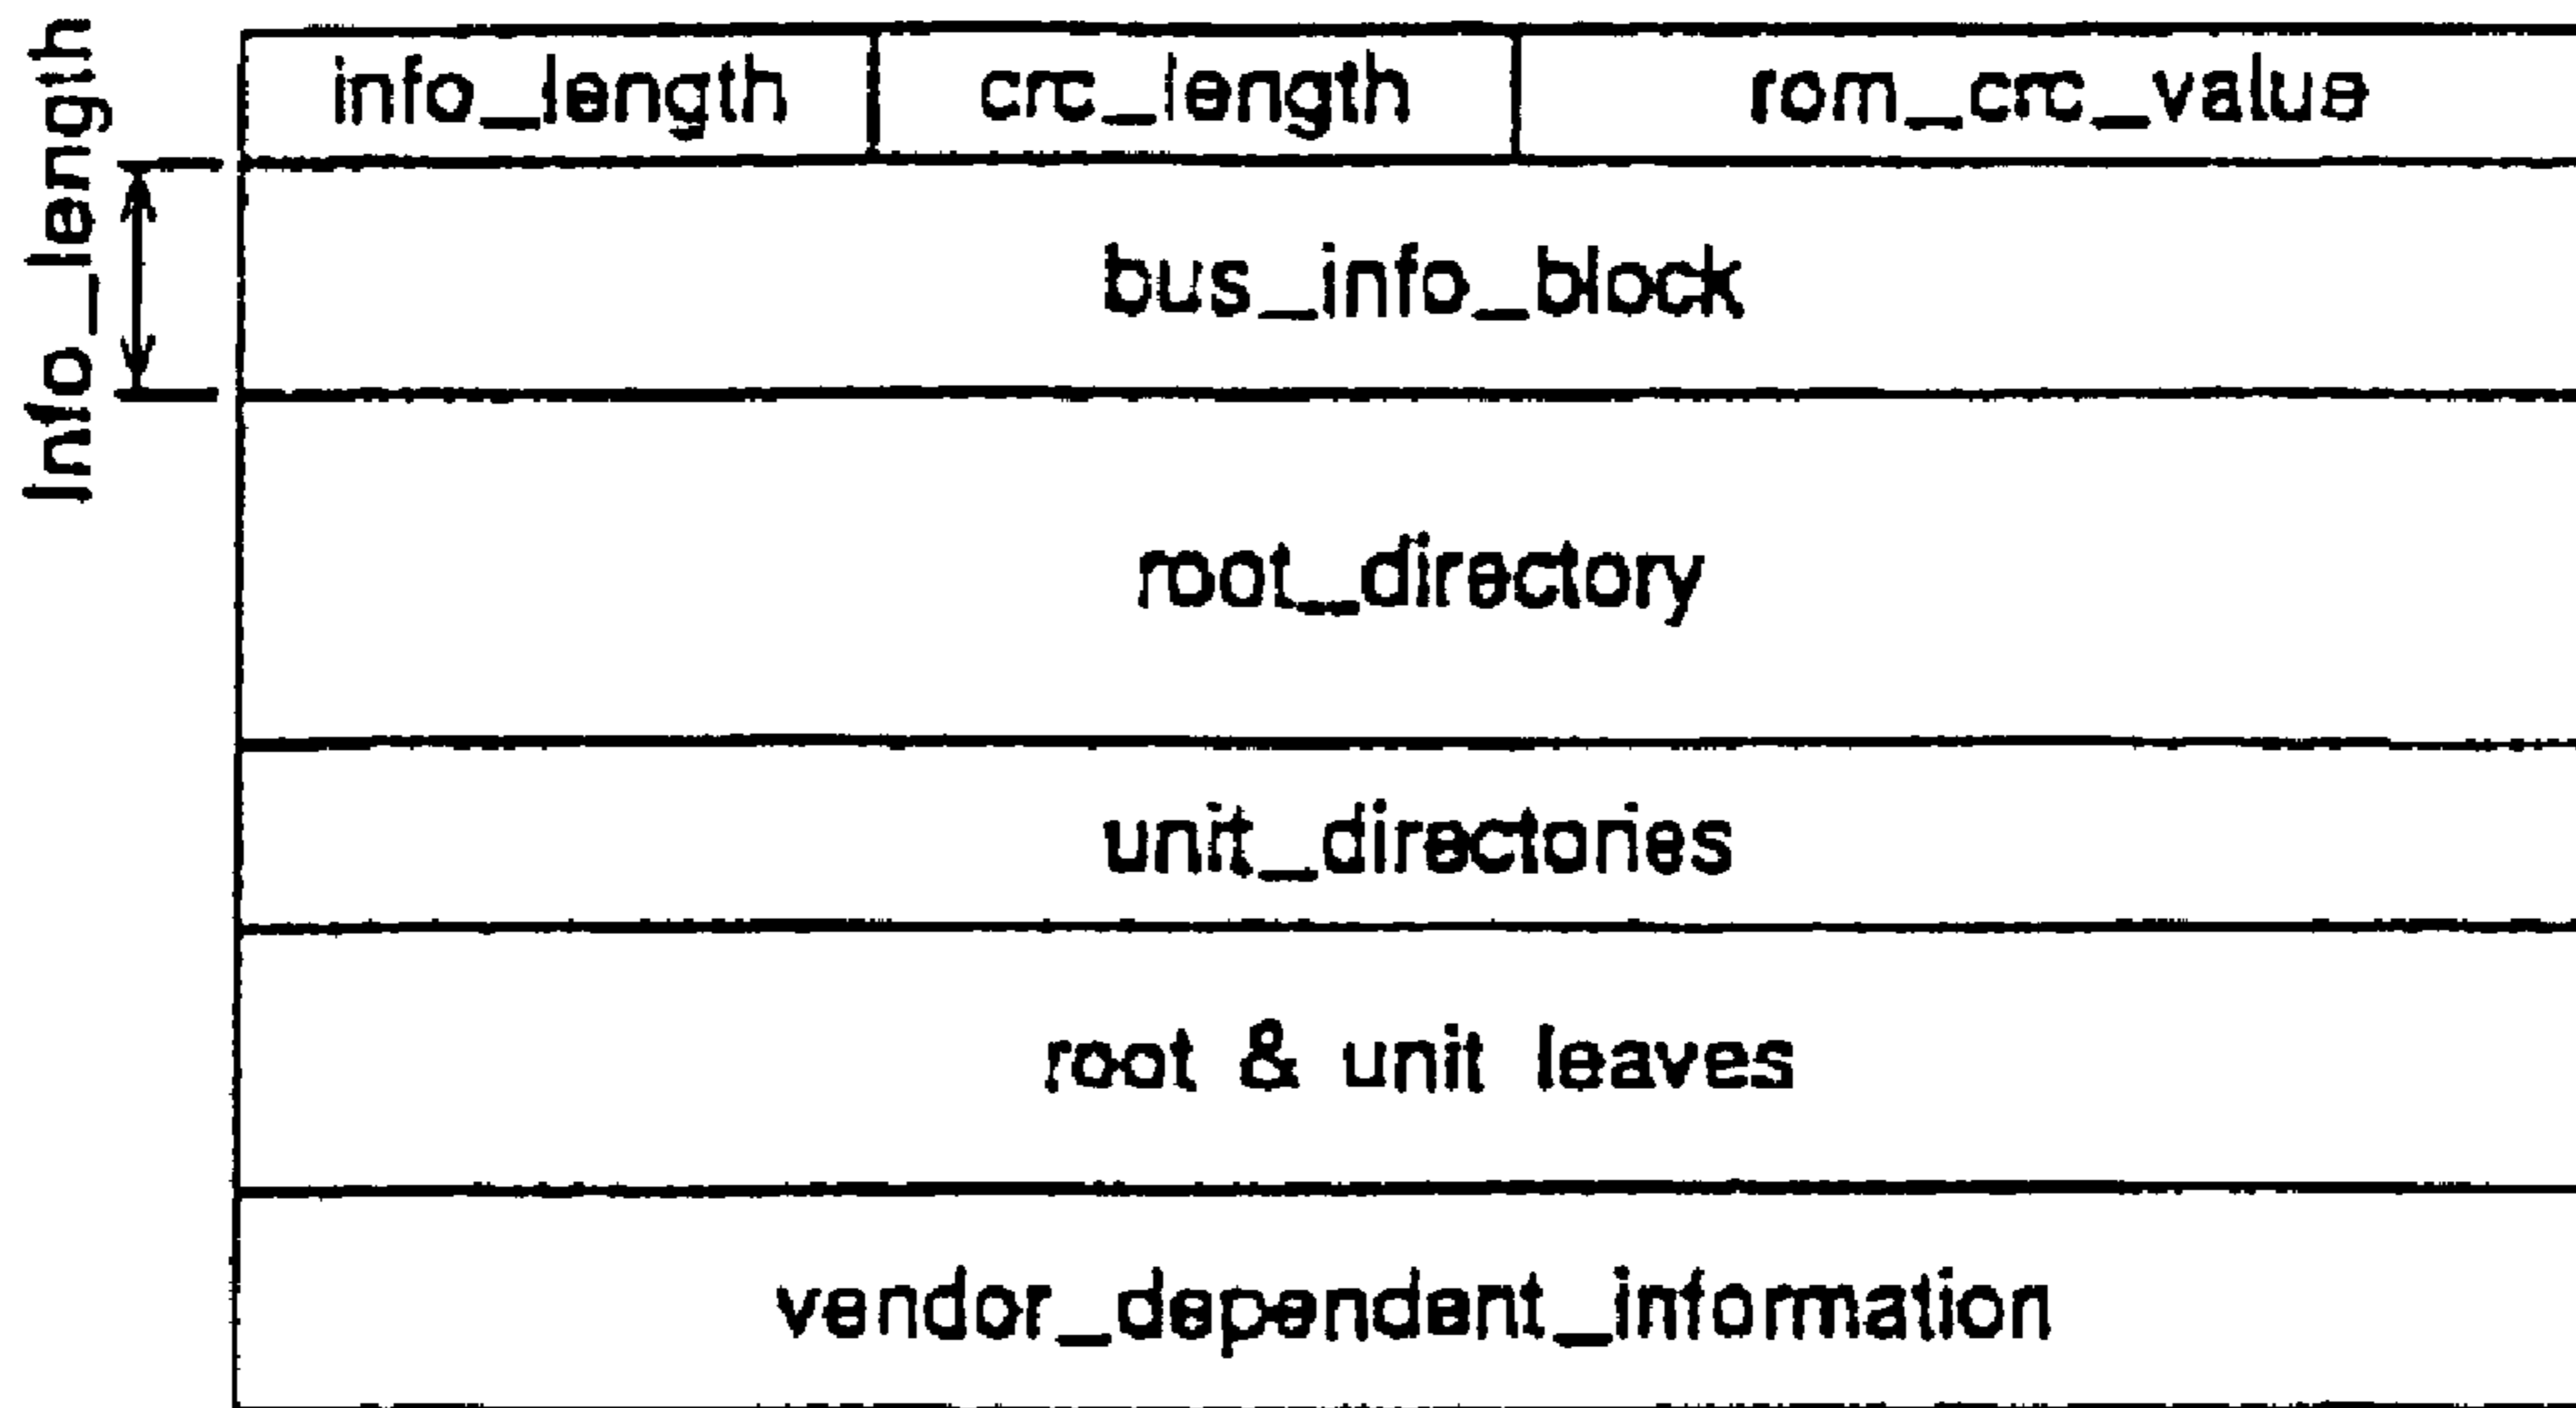 info_length crc_length rom_crc_value
info_length
bus_info_block
root_directory
unit_directories
root & unit leaves
vendor_dependent_information